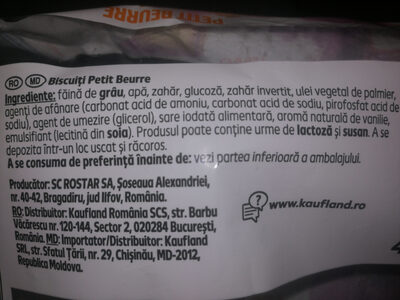 PETIT BEURRE
RO MD Biscuiți Petit Beurre
Ingrediente: făină de grâu, apă, zahăr, glucoză, zahăr invertit, ulei vegetal de palmier,
agenți de afânare (carbonat acid de amoniu, carbonat acid de sodiu, pirofosfat acid de
sodiu), agent de umezire (glicerol), sare iodată alimentară, aromă naturală de vanilie,
emulsifiant (lecitină din soia). Produsul poate conține urme de lactoză și susan. A se
depozita într-un loc uscat și răcoros.
A se consuma de preferință înainte de: vezi partea inferioară a ambalajului.
Producător: SC ROSTAR SA, Șoseaua Alexandriei,
nr. 40-42, Bragadiru, jud Ilfov, România.
RO: Distribuitor: Kaufland România SCS, str. Barbu
Văcărescu nr. 120-144, Sector 2, 020284 București,
România. MD: Importator/Distribuitor: Kaufland
SRL, str. Sfatul Țării, nr. 29, Chișinău, MD-2012,
Republica Moldova.
www.kaufland.ro